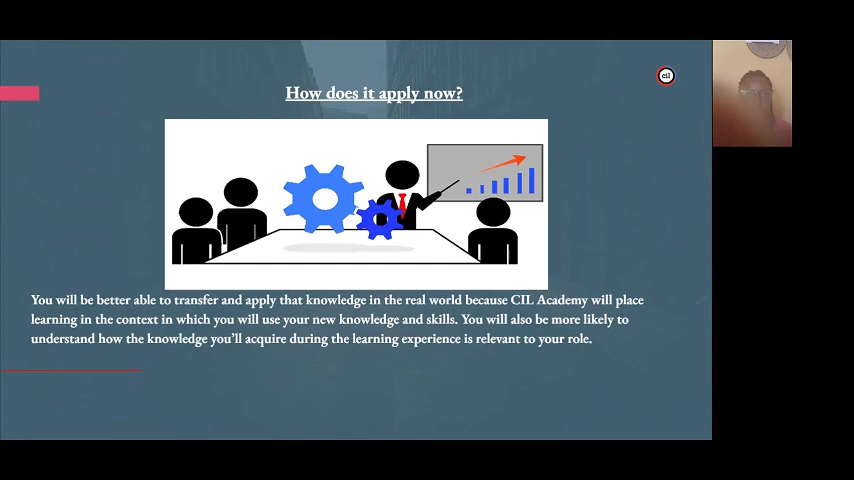 cil
How does it apply now?
You will be better able to transfer and apply that knowledge in the real world because CIL Academy will place
learning in the context in which you will use your new knowledge and skills. You will also be more likely to
understand how the knowledge you’ll acquire during the learning experience is relevant to your role.